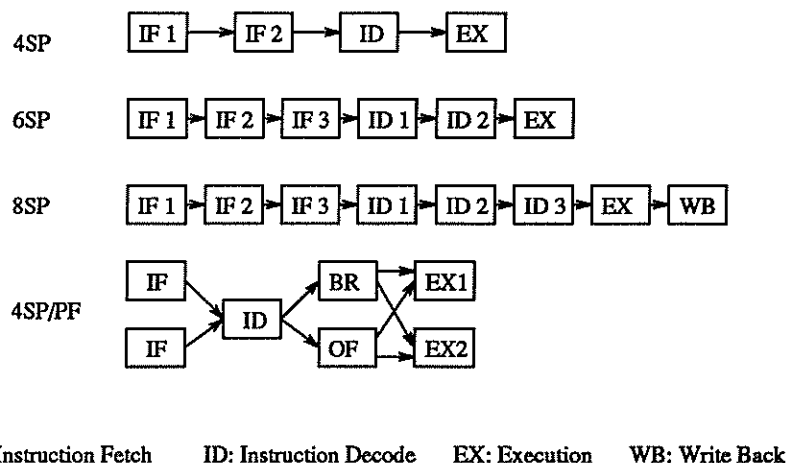 4SP IF 1 IF 2 ID EX
6SP IF 1 IF 2 IF 3 ID 1 ID 2 EX
8SP IF 1 IF 2 IF 3 ID 1 ID 2 ID 3 EX WB
IF BR EX1
4SP/PF ID
IF OF EX2
Instruction Fetch ID: Instruction Decode EX: Execution WB: Write Back